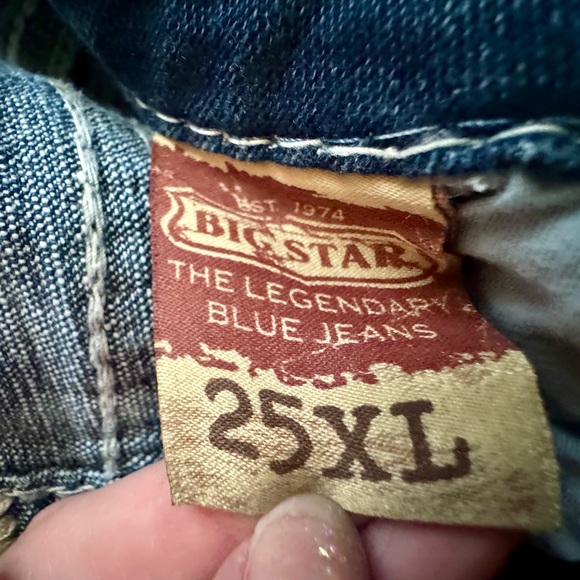 EST. 1974
BIG STAR
THE LEGENDARY
BLUE JEANS
25XL